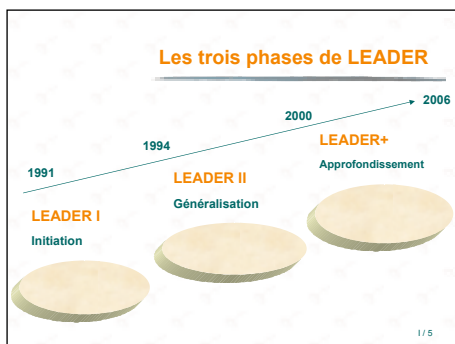 Les trois phases de LEADER
2006
2000
1994
1991
LEADER+
Approfondissement
LEADER II
Généralisation
LEADER I
Initiation
I / 5